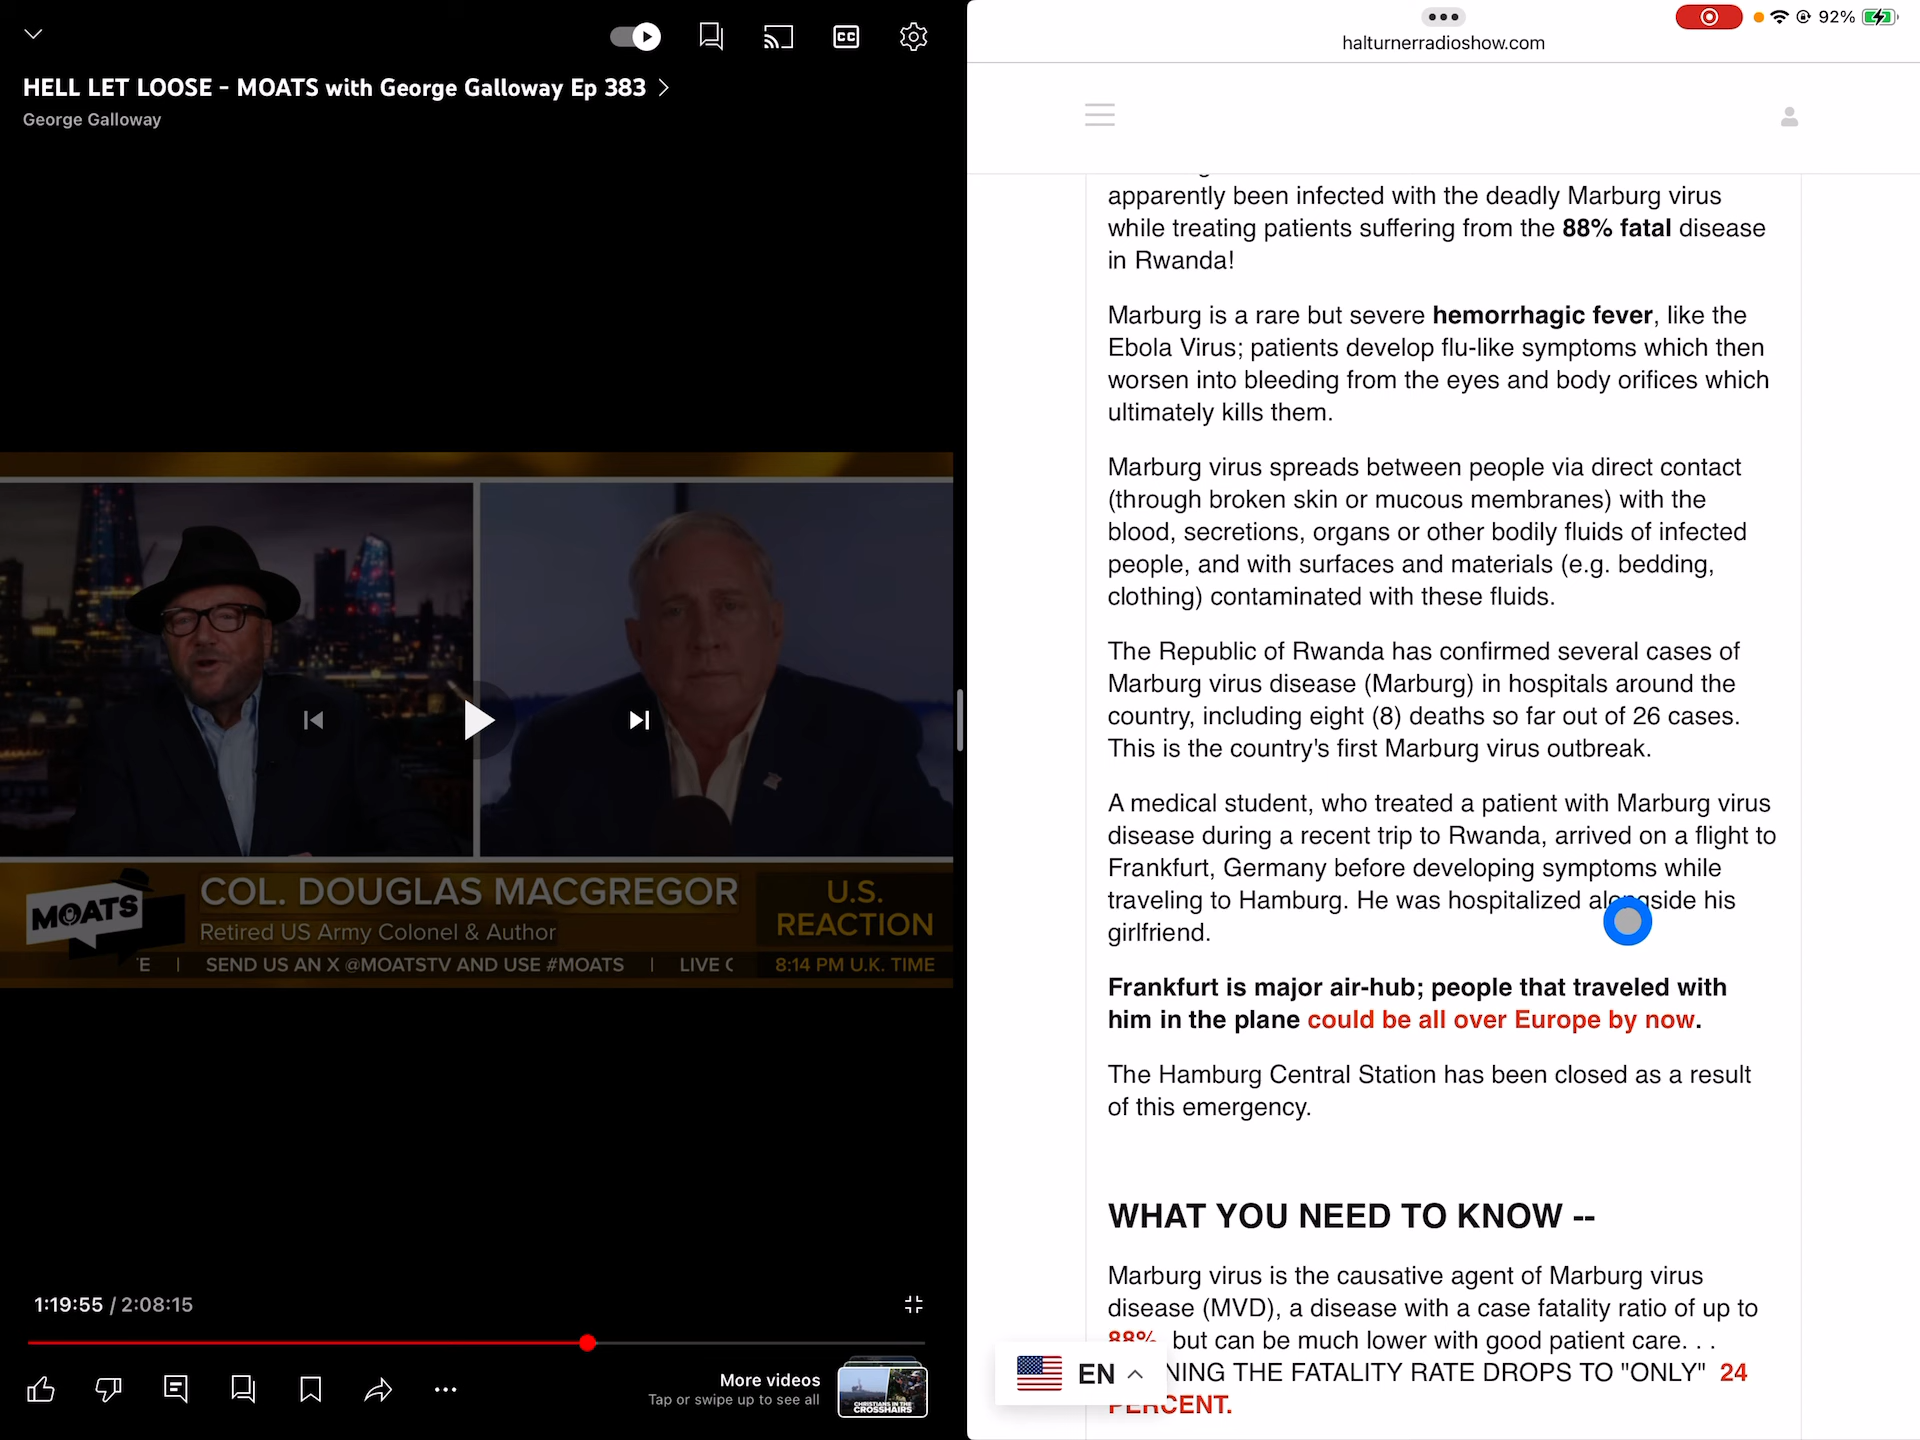 HELL LET LOOSE - MOATS with George Galloway Ep 383
George Galloway
CC
MOATS
COL. DOUGLAS MACGREGOR
Retired US Army Colonel & Author
U.S.
REACTION
E | SEND US AN X @MOATSTV AND USE #MOATS | LIVE
8:14 PM U.K. TIME
1:19:55 / 2:08:15
More videos
Tap or swipe up to see all
CHRISTIANS IN THE
CROSSHAIRS
92%
halturnerradioshow.com
apparently been infected with the deadly Marburg virus
while treating patients suffering from the 88% fatal disease
in Rwanda!
Marburg is a rare but severe hemorrhagic fever, like the
Ebola Virus; patients develop flu-like symptoms which then
worsen into bleeding from the eyes and body orifices which
ultimately kills them.
Marburg virus spreads between people via direct contact
(through broken skin or mucous membranes) with the
blood, secretions, organs or other bodily fluids of infected
people, and with surfaces and materials (e.g. bedding,
clothing) contaminated with these fluids.
The Republic of Rwanda has confirmed several cases of
Marburg virus disease (Marburg) in hospitals around the
country, including eight (8) deaths so far out of 26 cases.
This is the country's first Marburg virus outbreak.
A medical student, who treated a patient with Marburg virus
disease during a recent trip to Rwanda, arrived on a flight to
Frankfurt, Germany before developing symptoms while
traveling to Hamburg. He was hospitalized alongside his
girlfriend.
Frankfurt is major air-hub; people that traveled with
him in the plane could be all over Europe by now.
The Hamburg Central Station has been closed as a result
of this emergency.
WHAT YOU NEED TO KNOW --
Marburg virus is the causative agent of Marburg virus
disease (MVD), a disease with a case fatality ratio of up to
88%, but can be much lower with good patient care. . .
NING THE FATALITY RATE DROPS TO "ONLY" 24
PERCENT.
EN